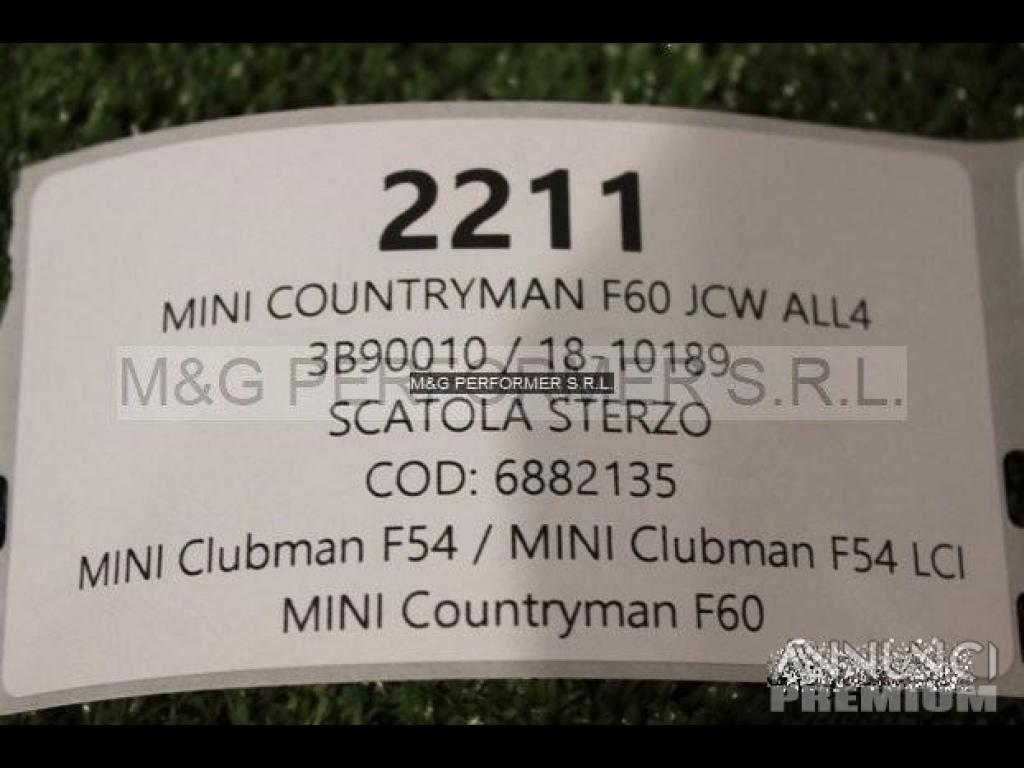 2211
MINI COUNTRYMAN F60 JCW ALL4
3B90010 / 18-10189
M&G PERFORMER S.R.L.
M&G PERFORMER S.R.L.
SCATOLA STERZO
COD: 6882135
MINI Clubman F54 / MINI Clubman F54 LCI
MINI Countryman F60
ANNUNCI
PREMIUM